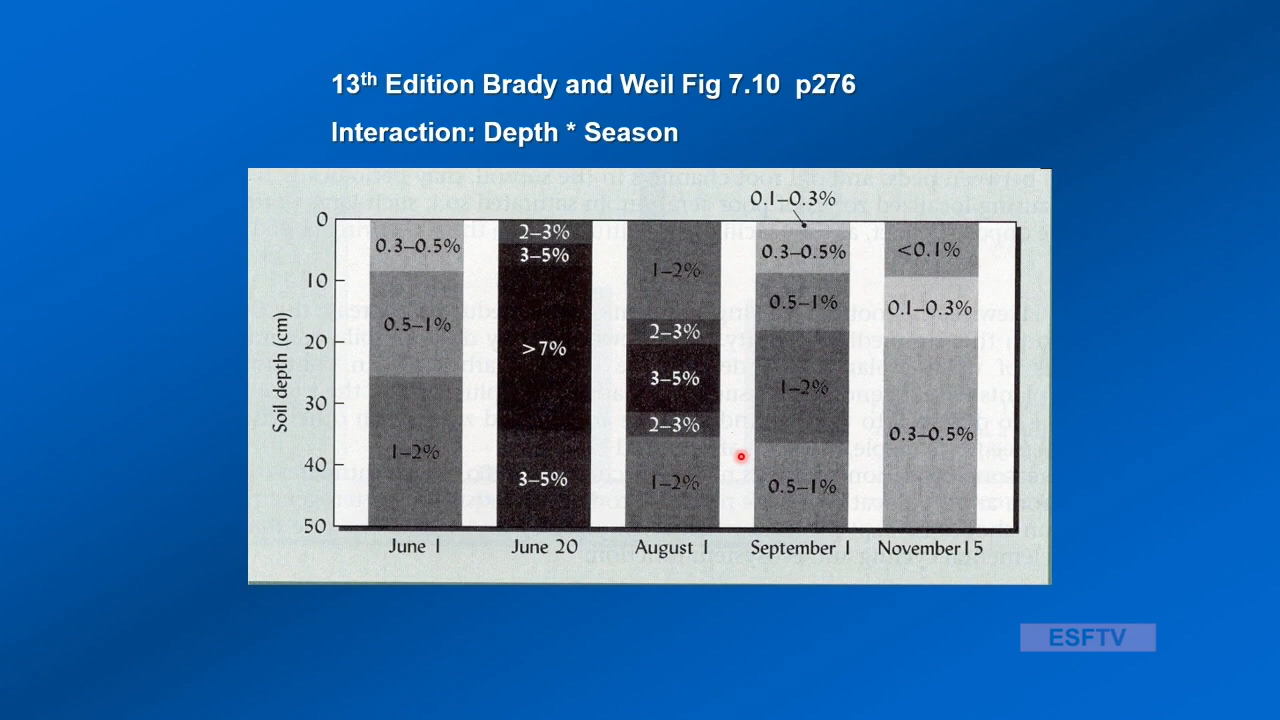 13th Edition Brady and Weil Fig 7.10 p276
Interaction: Depth * Season
0.1–0.3%
0
10
20
30
40
50
Soil depth (cm)
0.3–0.5%
0.5–1%
1–2%
2–3%
3–5%
>7%
3–5%
1–2%
2–3%
3–5%
2–3%
1–2%
0.3–0.5%
0.5–1%
1–2%
0.5–1%
<0.1%
0.1–0.3%
0.3–0.5%
June 1
June 20
August 1
September 1
November 15
ESFTV